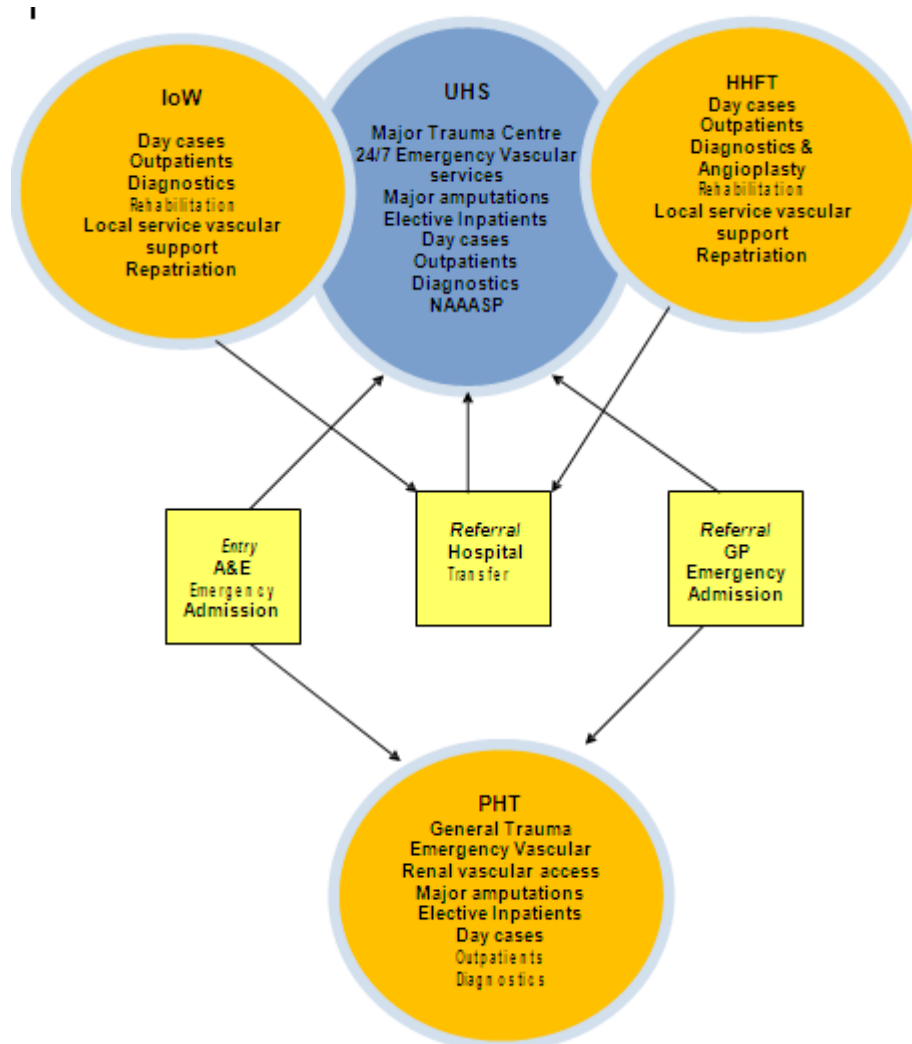 IoW
Day cases
Outpatients
Diagnostics
Rehabilitation
Local service vascular
support
Repatriation
UHS
Major Trauma Centre
24/7 Emergency Vascular
services
Major amputations
Elective Inpatients
Day cases
Outpatients
Diagnostics
NAAASP
HHFT
Day cases
Outpatients
Diagnostics &
Angioplasty
Rehabilitation
Local service vascular
support
Repatriation
Entry
A&E
Emergency
Admission
Referral
Hospital
Transfer
Referral
GP
Emergency
Admission
PHT
General Trauma
Emergency Vascular
Renal vascular access
Major amputations
Elective Inpatients
Day cases
Outpatients
Diagnostics